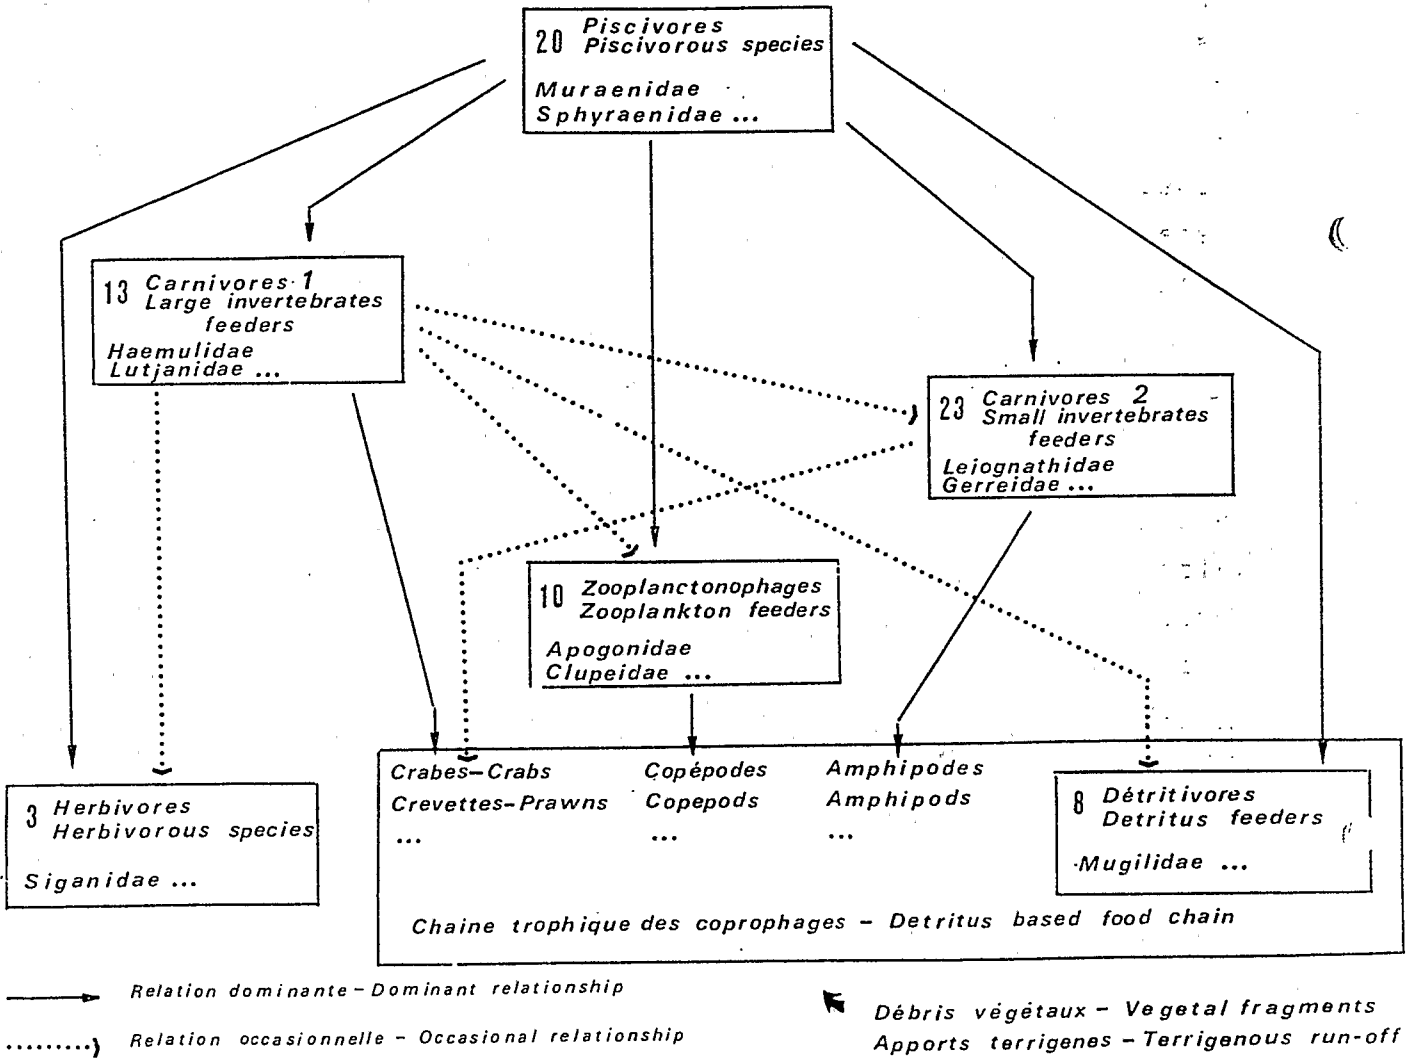 20 Piscivores
Piscivorous species
Muraenidae
Sphyraenidae ...
13 Carnivores 1
Large invertebrates
feeders
Haemulidae
Lutjanidae ...
23 Carnivores 2
Small invertebrates
feeders
Leiognathidae
Gerreidae ...
10 Zooplanctonophages
Zooplankton feeders
Apogonidae
Clupeidae ...
3 Herbivores
Herbivorous species
Siganidae ...
Crabes-Crabs
Crevettes-Prawns
...
Copépodes
Copepods
...
Amphipodes
Amphipods
...
8 Détritivores
Detritus feeders
Mugilidae ...
Chaine trophique des coprophages - Detritus based food chain
Relation dominante - Dominant relationship
Relation occasionnelle - Occasional relationship
Débris végétaux - Vegetal fragments
Apports terrigenes - Terrigenous run-off